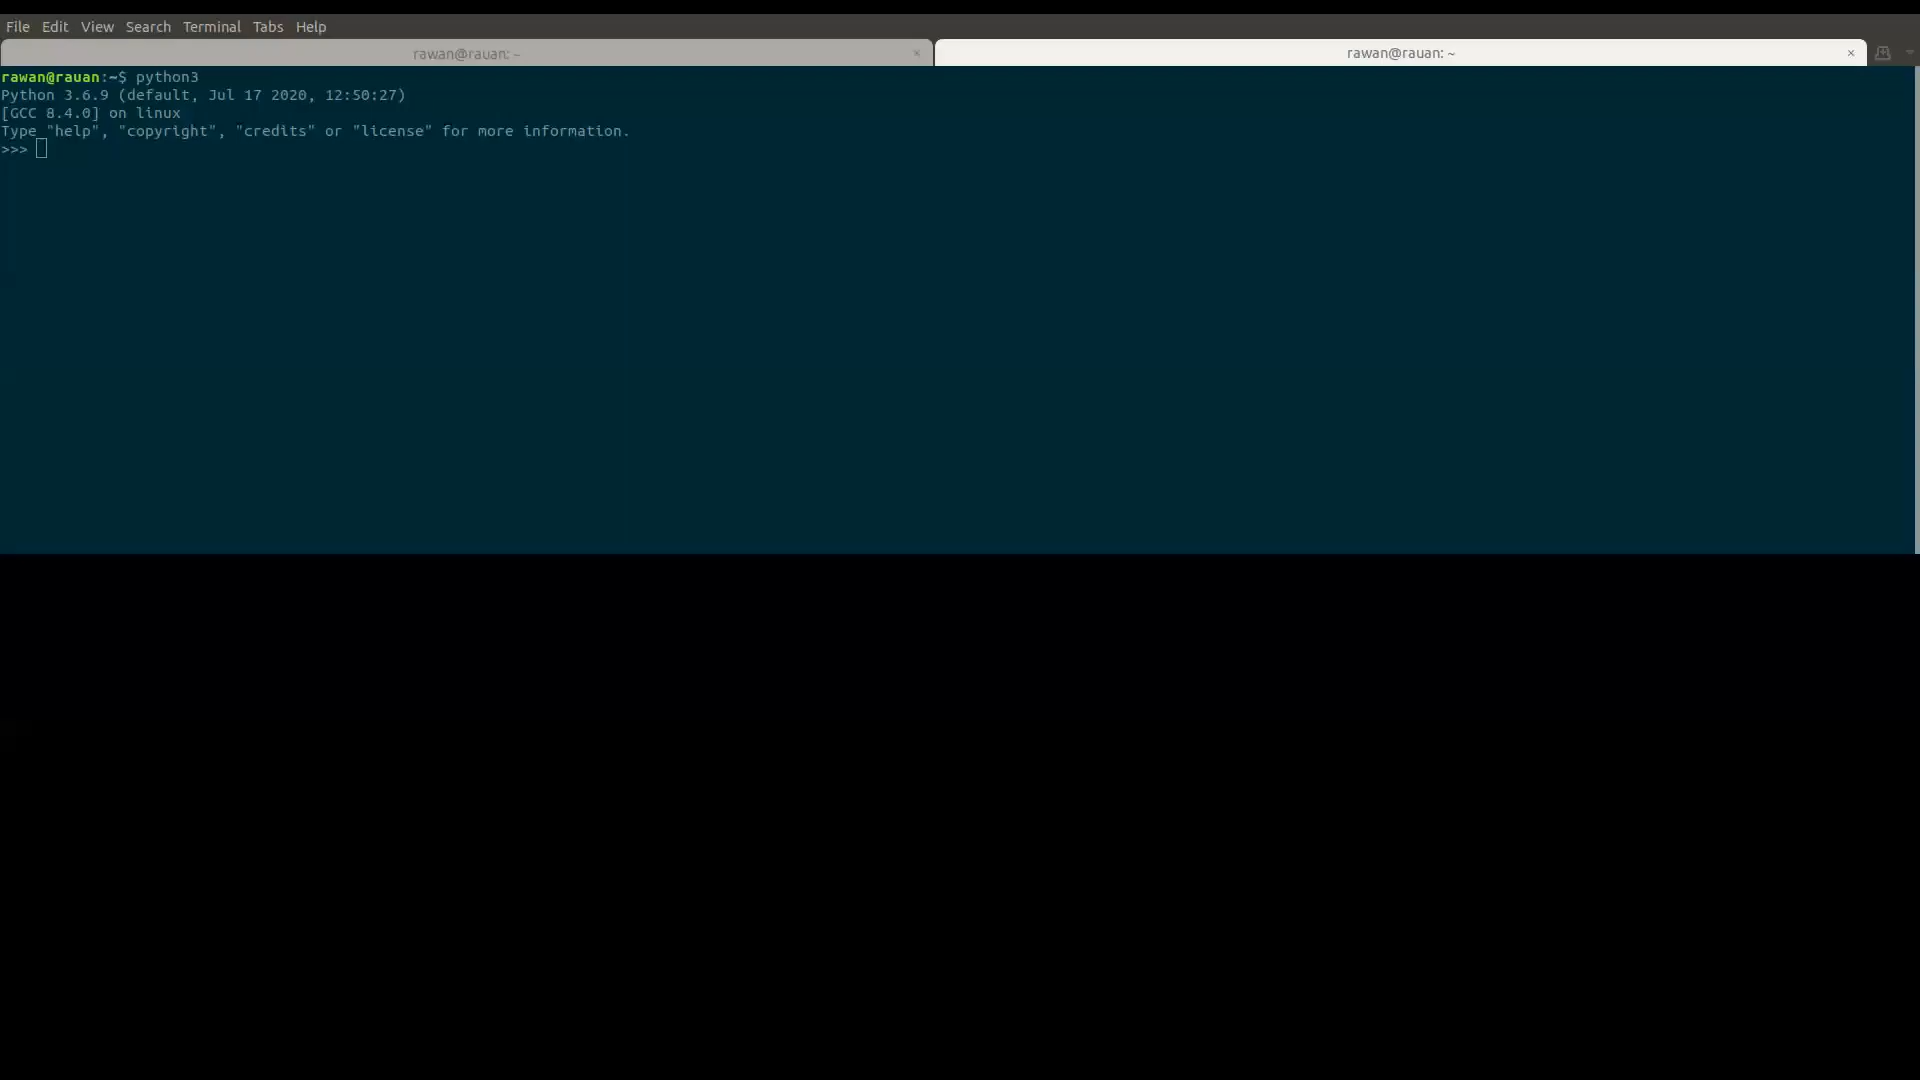 File Edit View Search Terminal Tabs Help
rawan@rauan: ~ × rawan@rauan: ~ ×
rawan@rauan:~$ python3
Python 3.6.9 (default, Jul 17 2020, 12:50:27)
[GCC 8.4.0] on linux
Type "help", "copyright", "credits" or "license" for more information.
>>>